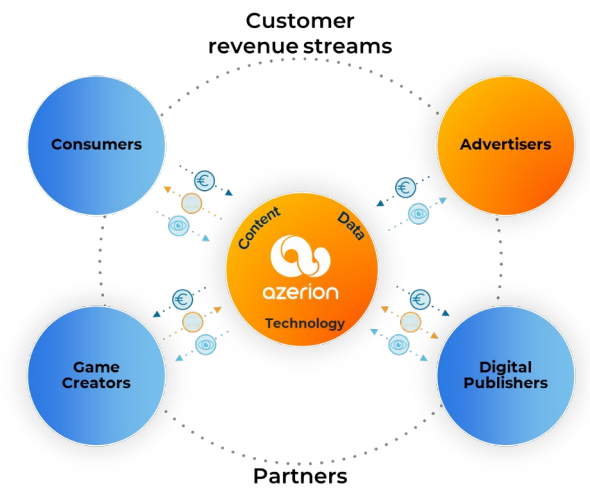 Customer
revenue streams
Consumers
Advertisers
€
€
Content
Data
azerion
Technology
€
€
Game
Creators
Digital
Publishers
Partners